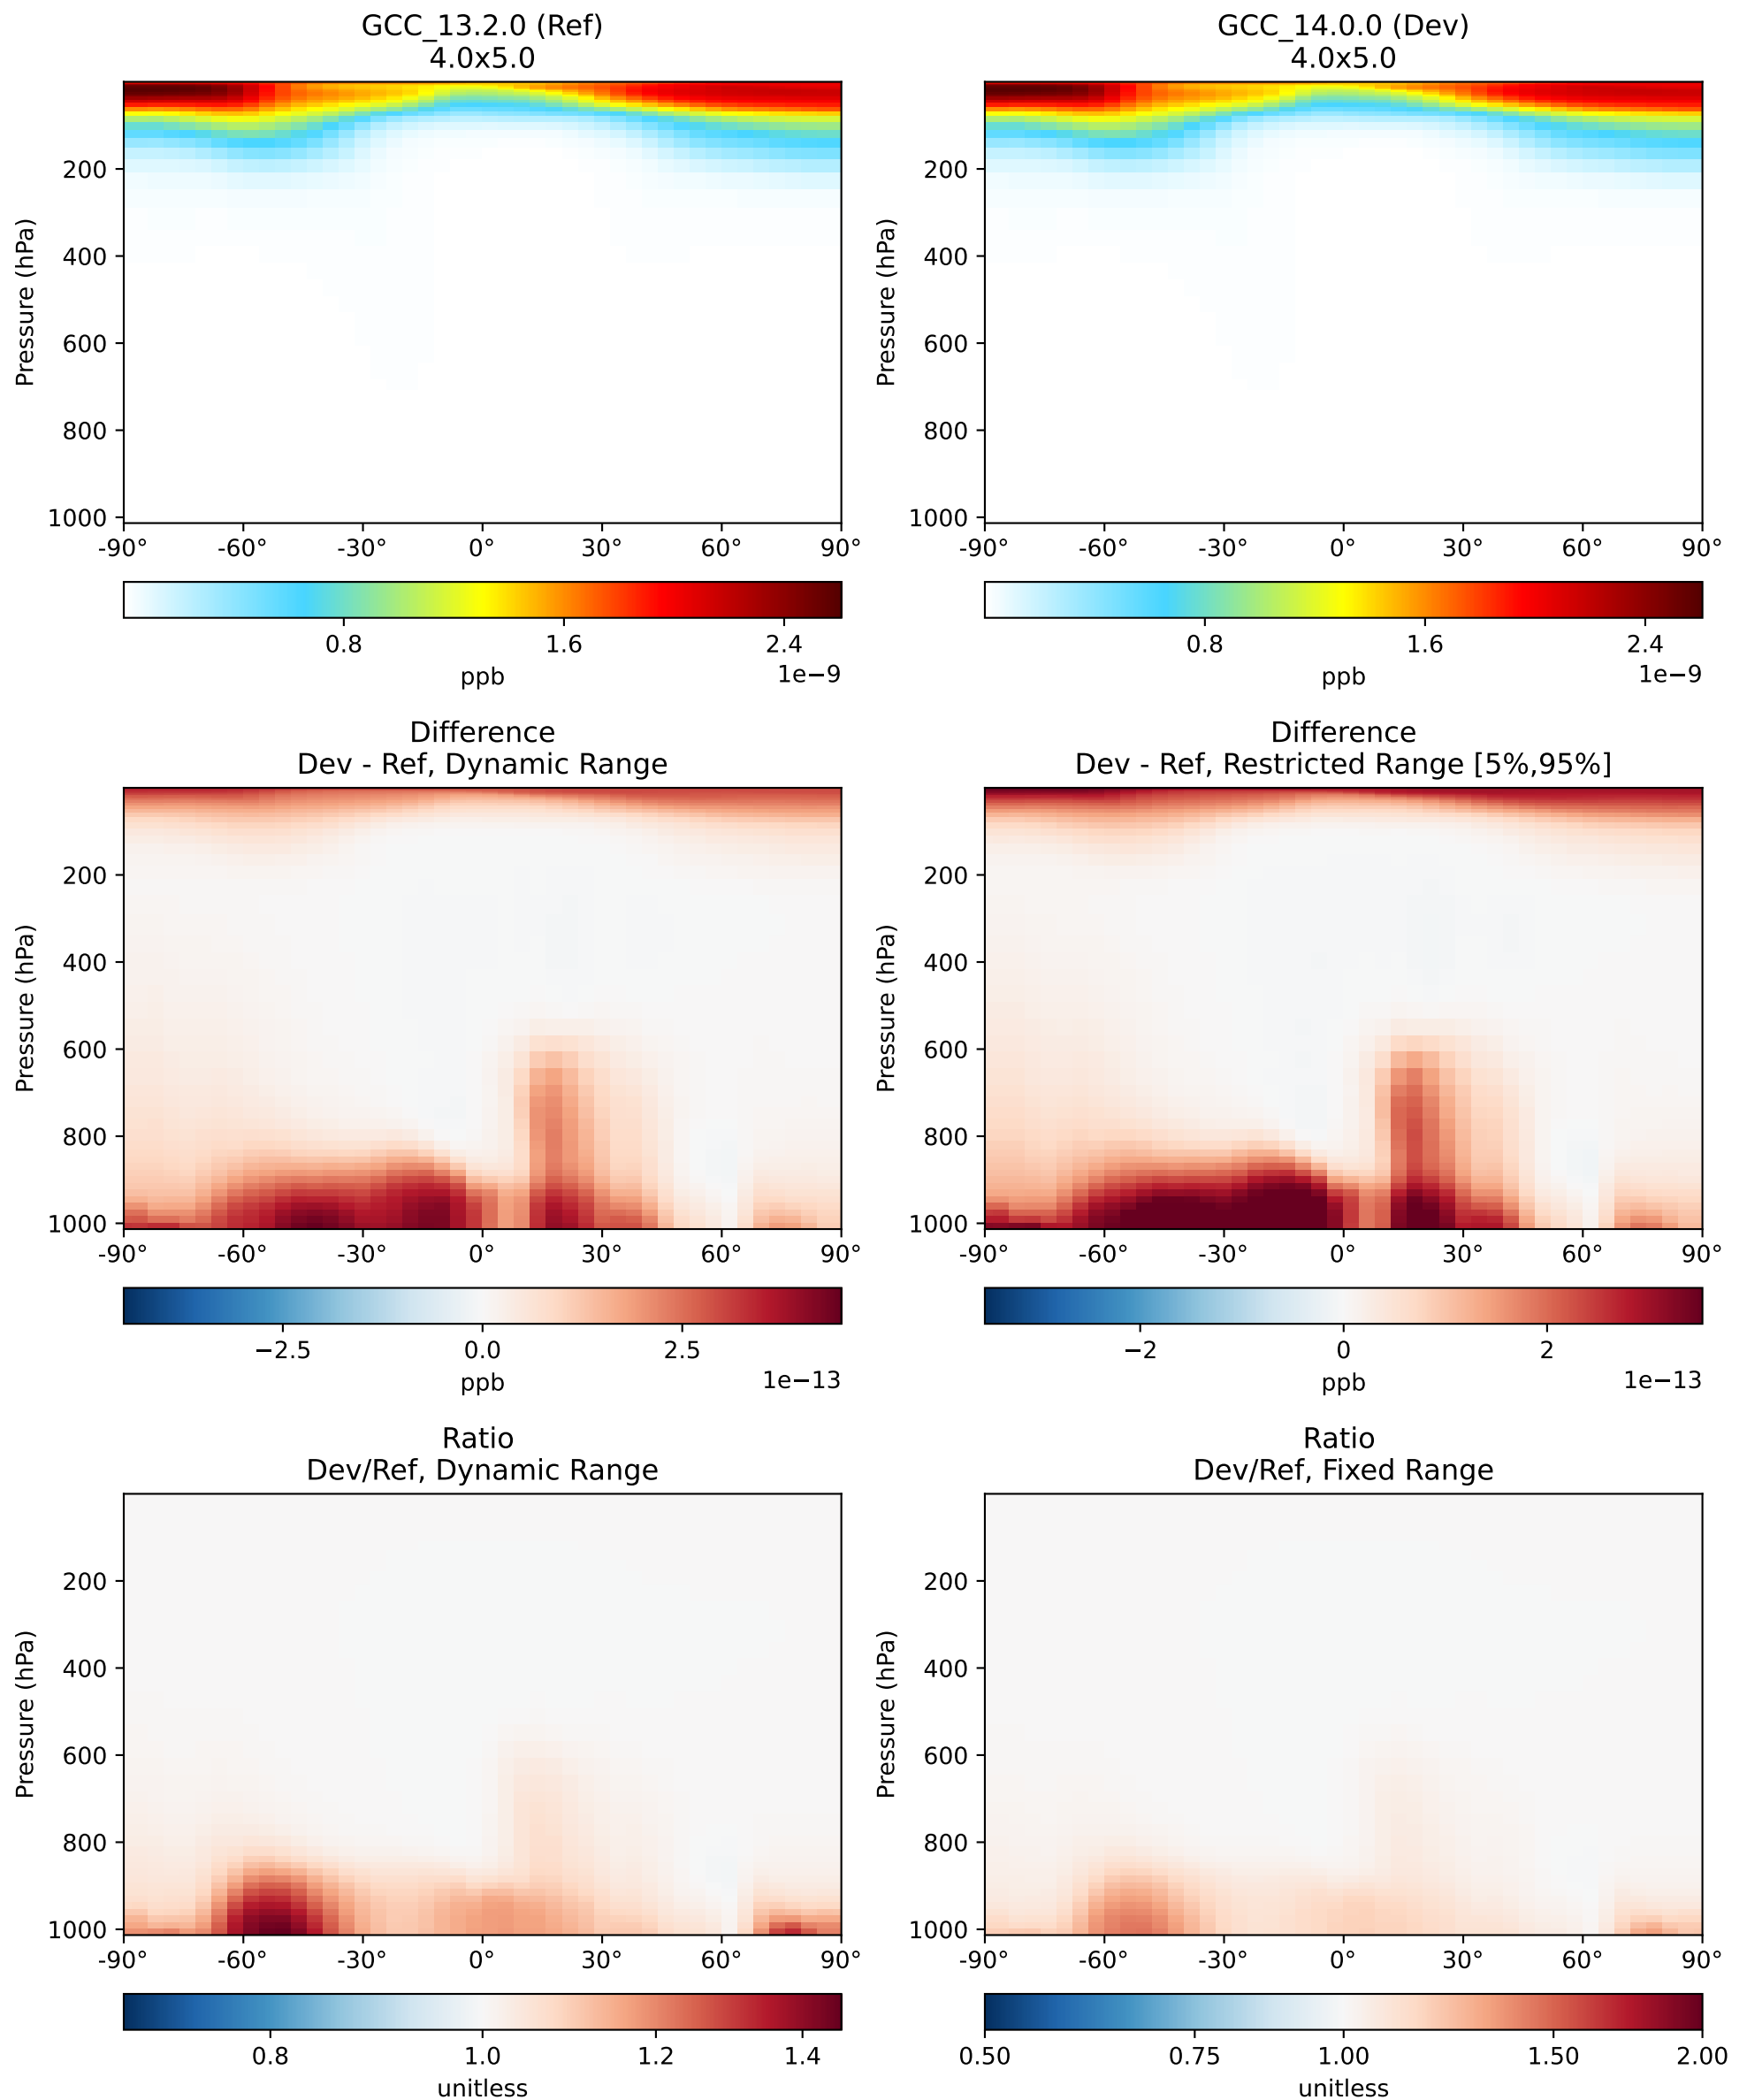 GCC_13.2.0 (Ref)
4.0x5.0
Pressure (hPa)
200
400
600
800
1000
-90° -60° -30° 0° 30° 60° 90°
0.8 1.6 2.4
ppb
1e−9
GCC_14.0.0 (Dev)
4.0x5.0
Pressure (hPa)
200
400
600
800
1000
-90° -60° -30° 0° 30° 60° 90°
0.8 1.6 2.4
ppb
1e−9
Difference
Dev - Ref, Dynamic Range
Pressure (hPa)
200
400
600
800
1000
-90° -60° -30° 0° 30° 60° 90°
−2.5 0.0 2.5
ppb
1e−13
Difference
Dev - Ref, Restricted Range [5%,95%]
Pressure (hPa)
200
400
600
800
1000
-90° -60° -30° 0° 30° 60° 90°
−2 0 2
ppb
1e−13
Ratio
Dev/Ref, Dynamic Range
Pressure (hPa)
200
400
600
800
1000
-90° -60° -30° 0° 30° 60° 90°
0.8 1.0 1.2 1.4
unitless
Ratio
Dev/Ref, Fixed Range
Pressure (hPa)
200
400
600
800
1000
-90° -60° -30° 0° 30° 60° 90°
0.50 0.75 1.00 1.50 2.00
unitless